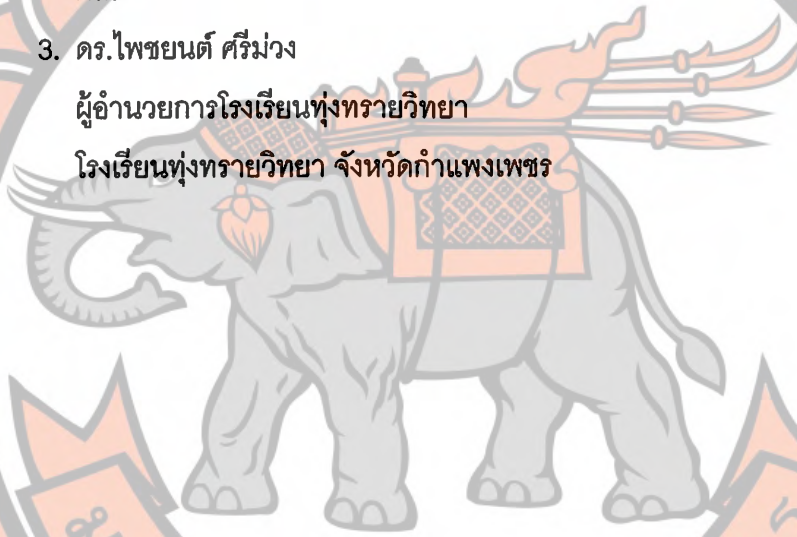 3. ดร.ไพชยนต์ ศรีม่วง
ผู้อำนวยการโรงเรียนทุ่งทรายวิทยา
โรงเรียนทุ่งทรายวิทยา จังหวัดกำแพงเพชร